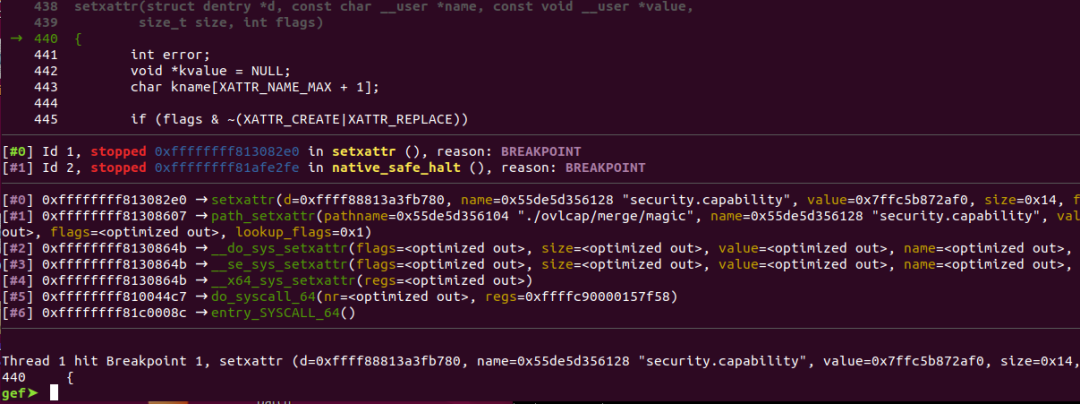 438 setxattr(struct dentry *d, const char __user *name, const void __user *value,
439 size_t size, int flags)
→ 440 {
441 int error;
442 void *kvalue = NULL;
443 char kname[XATTR_NAME_MAX + 1];
444
445 if (flags & ~(XATTR_CREATE|XATTR_REPLACE))
[#0] Id 1, stopped 0xffffffff813082e0 in setxattr (), reason: BREAKPOINT
[#1] Id 2, stopped 0xffffffff81afe2fe in native_safe_halt (), reason: BREAKPOINT
[#0] 0xffffffff813082e0 → setxattr(d=0xffff88813a3fb780, name=0x55de5d356128 "security.capability", value=0x7ffc5b872af0, size=0x14, f
[#1] 0xffffffff81308607 → path_setxattr(pathname=0x55de5d356104 "./ovlcap/merge/magic", name=0x55de5d356128 "security.capability", val
out>, flags=<optimized out>, lookup_flags=0x1)
[#2] 0xffffffff8130864b → __do_sys_setxattr(flags=<optimized out>, size=<optimized out>, value=<optimized out>, name=<optimized out>,
[#3] 0xffffffff8130864b → __se_sys_setxattr(flags=<optimized out>, size=<optimized out>, value=<optimized out>, name=<optimized out>,
[#4] 0xffffffff8130864b → __x64_sys_setxattr(regs=<optimized out>)
[#5] 0xffffffff810044c7 → do_syscall_64(nr=<optimized out>, regs=0xffffc90000157f58)
[#6] 0xffffffff81c0008c → entry_SYSCALL_64()
Thread 1 hit Breakpoint 1, setxattr (d=0xffff88813a3fb780, name=0x55de5d356128 "security.capability", value=0x7ffc5b872af0, size=0x14,
440 {
gef➤